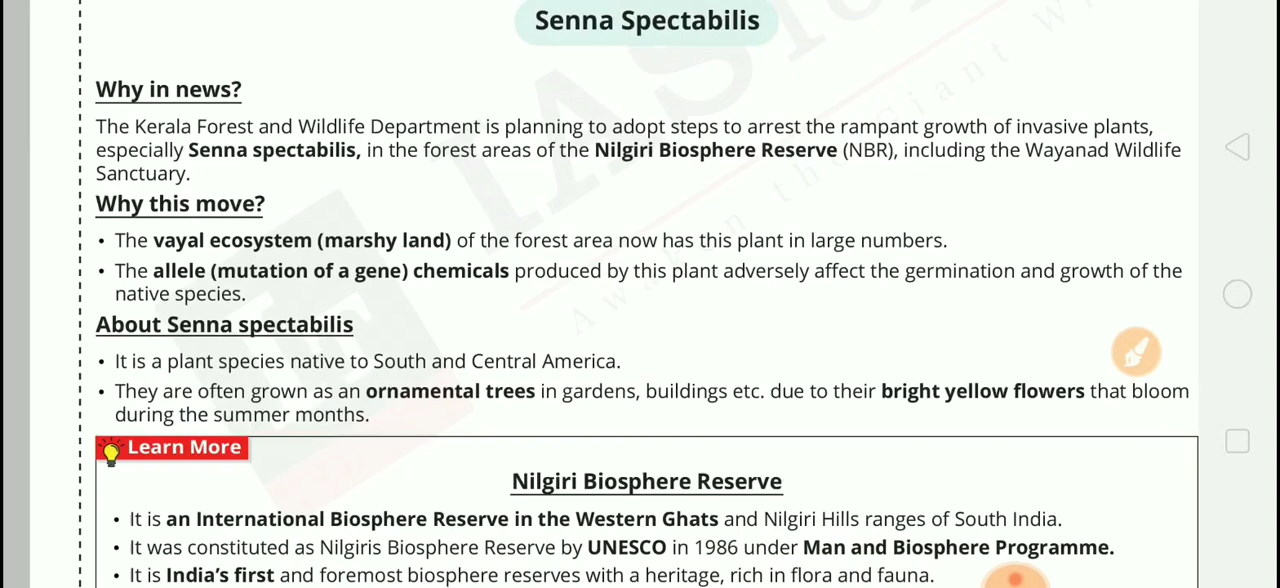 Senna Spectabilis
Why in news?
The Kerala Forest and Wildlife Department is planning to adopt steps to arrest the rampant growth of invasive plants,
especially Senna spectabilis, in the forest areas of the Nilgiri Biosphere Reserve (NBR), including the Wayanad Wildlife
Sanctuary.
Why this move?
• The vayal ecosystem (marshy land) of the forest area now has this plant in large numbers.
• The allele (mutation of a gene) chemicals produced by this plant adversely affect the germination and growth of the
native species.
About Senna spectabilis
• It is a plant species native to South and Central America.
• They are often grown as an ornamental trees in gardens, buildings etc. due to their bright yellow flowers that bloom
during the summer months.
Learn More
Nilgiri Biosphere Reserve
• It is an International Biosphere Reserve in the Western Ghats and Nilgiri Hills ranges of South India.
• It was constituted as Nilgiris Biosphere Reserve by UNESCO in 1986 under Man and Biosphere Programme.
• It is India's first and foremost biosphere reserves with a heritage, rich in flora and fauna.